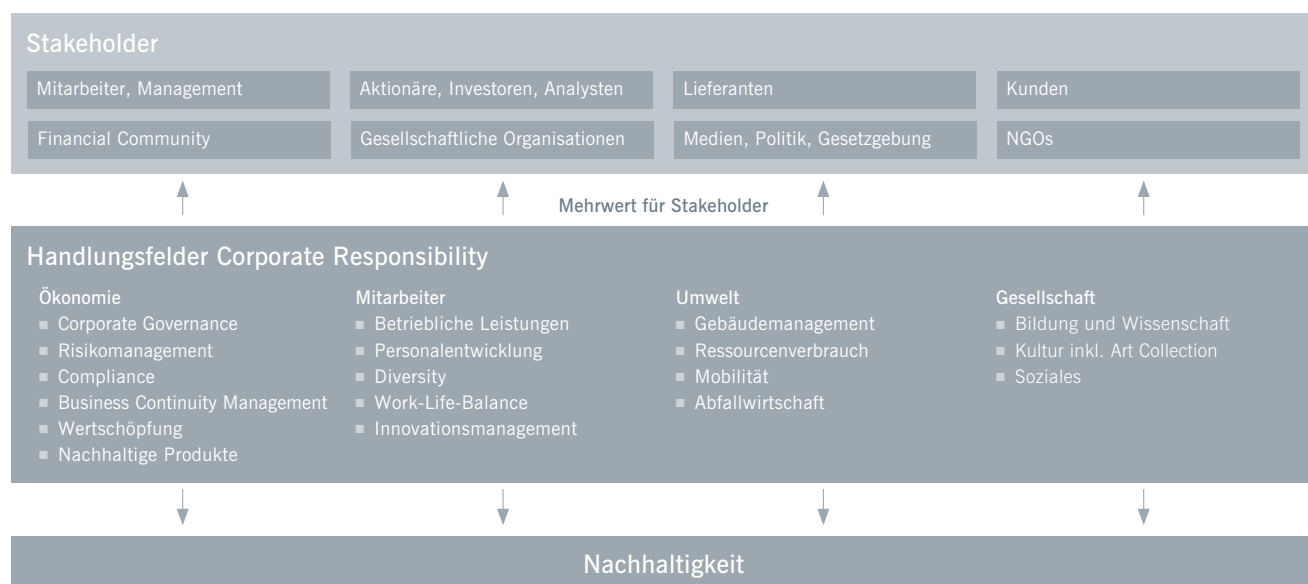 Stakeholder
Mitarbeiter, Management
Aktionäre, Investoren, Analysten
Lieferanten
Kunden
Financial Community
Gesellschaftliche Organisationen
Medien, Politik, Gesetzgebung
NGOs
Mehrwert für Stakeholder
Handlungsfelder Corporate Responsibility
Ökonomie
Corporate Governance
Risikomanagement
Compliance
Business Continuity Management
Wertschöpfung
Nachhaltige Produkte
Mitarbeiter
Betriebliche Leistungen
Personalentwicklung
Diversity
Work-Life-Balance
Innovationsmanagement
Umwelt
Gebäudemanagement
Ressourcenverbrauch
Mobilität
Abfallwirtschaft
Gesellschaft
Bildung und Wissenschaft
Kultur inkl. Art Collection
Soziales
Nachhaltigkeit